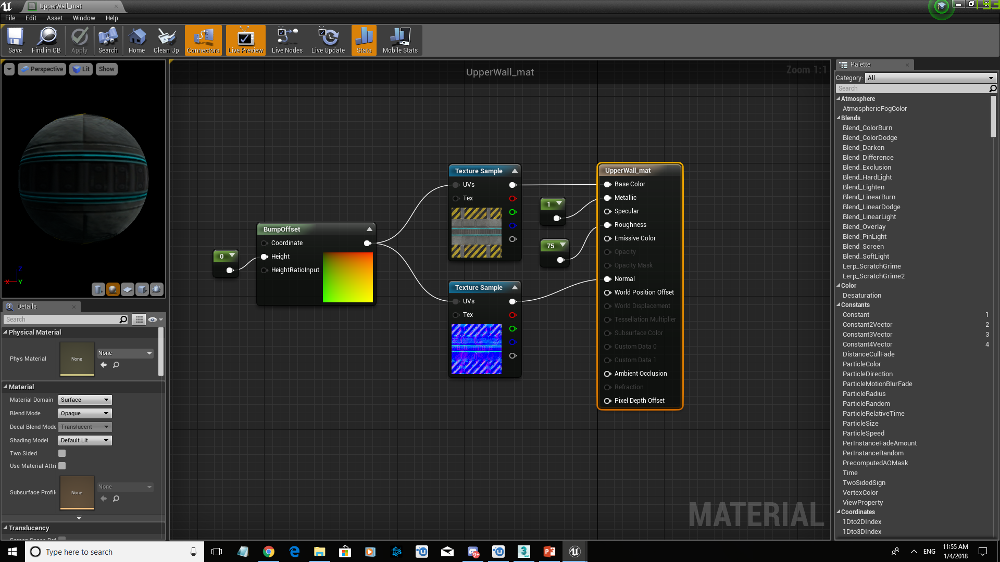 UpperWall_mat
File Edit Asset Window Help
Save Find in CB Apply Search Home Clean Up Connectors Live Preview Live Nodes Live Update Stats Mobile Stats
Perspective Lit Show
UpperWall_mat
Zoom 1:1
Z
X
Y
Texture Sample
UVs
Tex
BumpOffset
Coordinate
Height
HeightRatioInput
0
Texture Sample
UVs
Tex
1
75
UpperWall_mat
Base Color
Metallic
Specular
Roughness
Emissive Color
Opacity
Opacity Mask
Normal
World Position Offset
World Displacement
Tessellation Multiplier
Subsurface Color
Custom Data 0
Custom Data 1
Ambient Occlusion
Refraction
Pixel Depth Offset
MATERIAL
Details
Search
Physical Material
Phys Material
None
None
Material
Material Domain Surface
Blend Mode Opaque
Decal Blend Mode Translucent
Shading Model Default Lit
Two Sided
Use Material Attri
Subsurface Profil
None
None
Translucency
Palette
Category: All
Search
Atmosphere
AtmosphericFogColor
Blends
Blend_ColorBurn
Blend_ColorDodge
Blend_Darken
Blend_Difference
Blend_Exclusion
Blend_HardLight
Blend_Lighten
Blend_LinearBurn
Blend_LinearDodge
Blend_LinearLight
Blend_Overlay
Blend_PinLight
Blend_Screen
Blend_SoftLight
Lerp_ScratchGrime
Lerp_ScratchGrime2
Color
Desaturation
Constants
Constant 1
Constant2Vector 2
Constant3Vector 3
Constant4Vector 4
DistanceCullFade
ParticleColor
ParticleDirection
ParticleMotionBlurFade
ParticleRadius
ParticleRandom
ParticleRelativeTime
ParticleSize
ParticleSpeed
PerInstanceFadeAmount
PerInstanceRandom
PrecomputedAOMask
Time
TwoSidedSign
VertexColor
ViewProperty
Coordinates
1Dto2DIndex
1Dto3DIndex
Type here to search
ENG
11:55 AM
1/4/2018